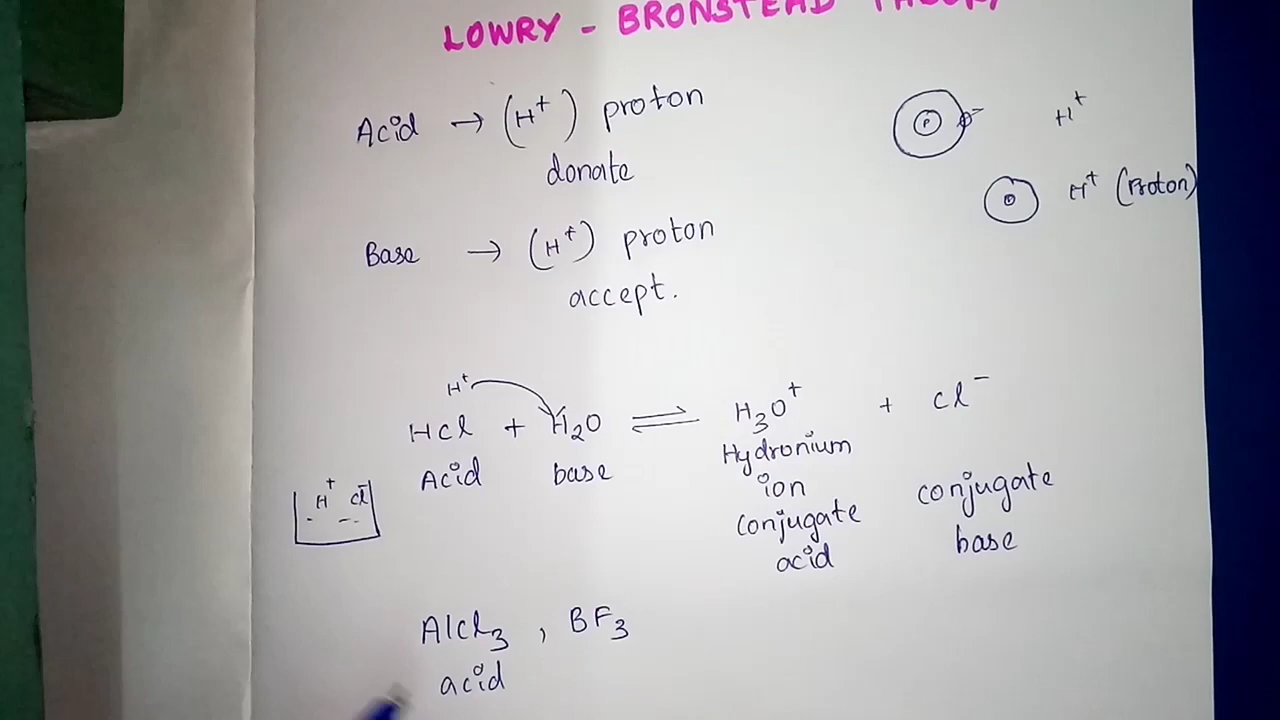 LOWRY - BRONSTEAD THEORY
Acid → (H⁺) proton
donate
Base → (H⁺) proton
accept.
P e⁻ H⁺
H⁺ (Proton)
H⁺
HCl + H₂O ⇌ H₃O⁺ + Cl⁻
Acid base
Hydronium
ion
conjugate
acid
conjugate
base
H⁺ Cl⁻
AlCl₃ , BF₃
acid